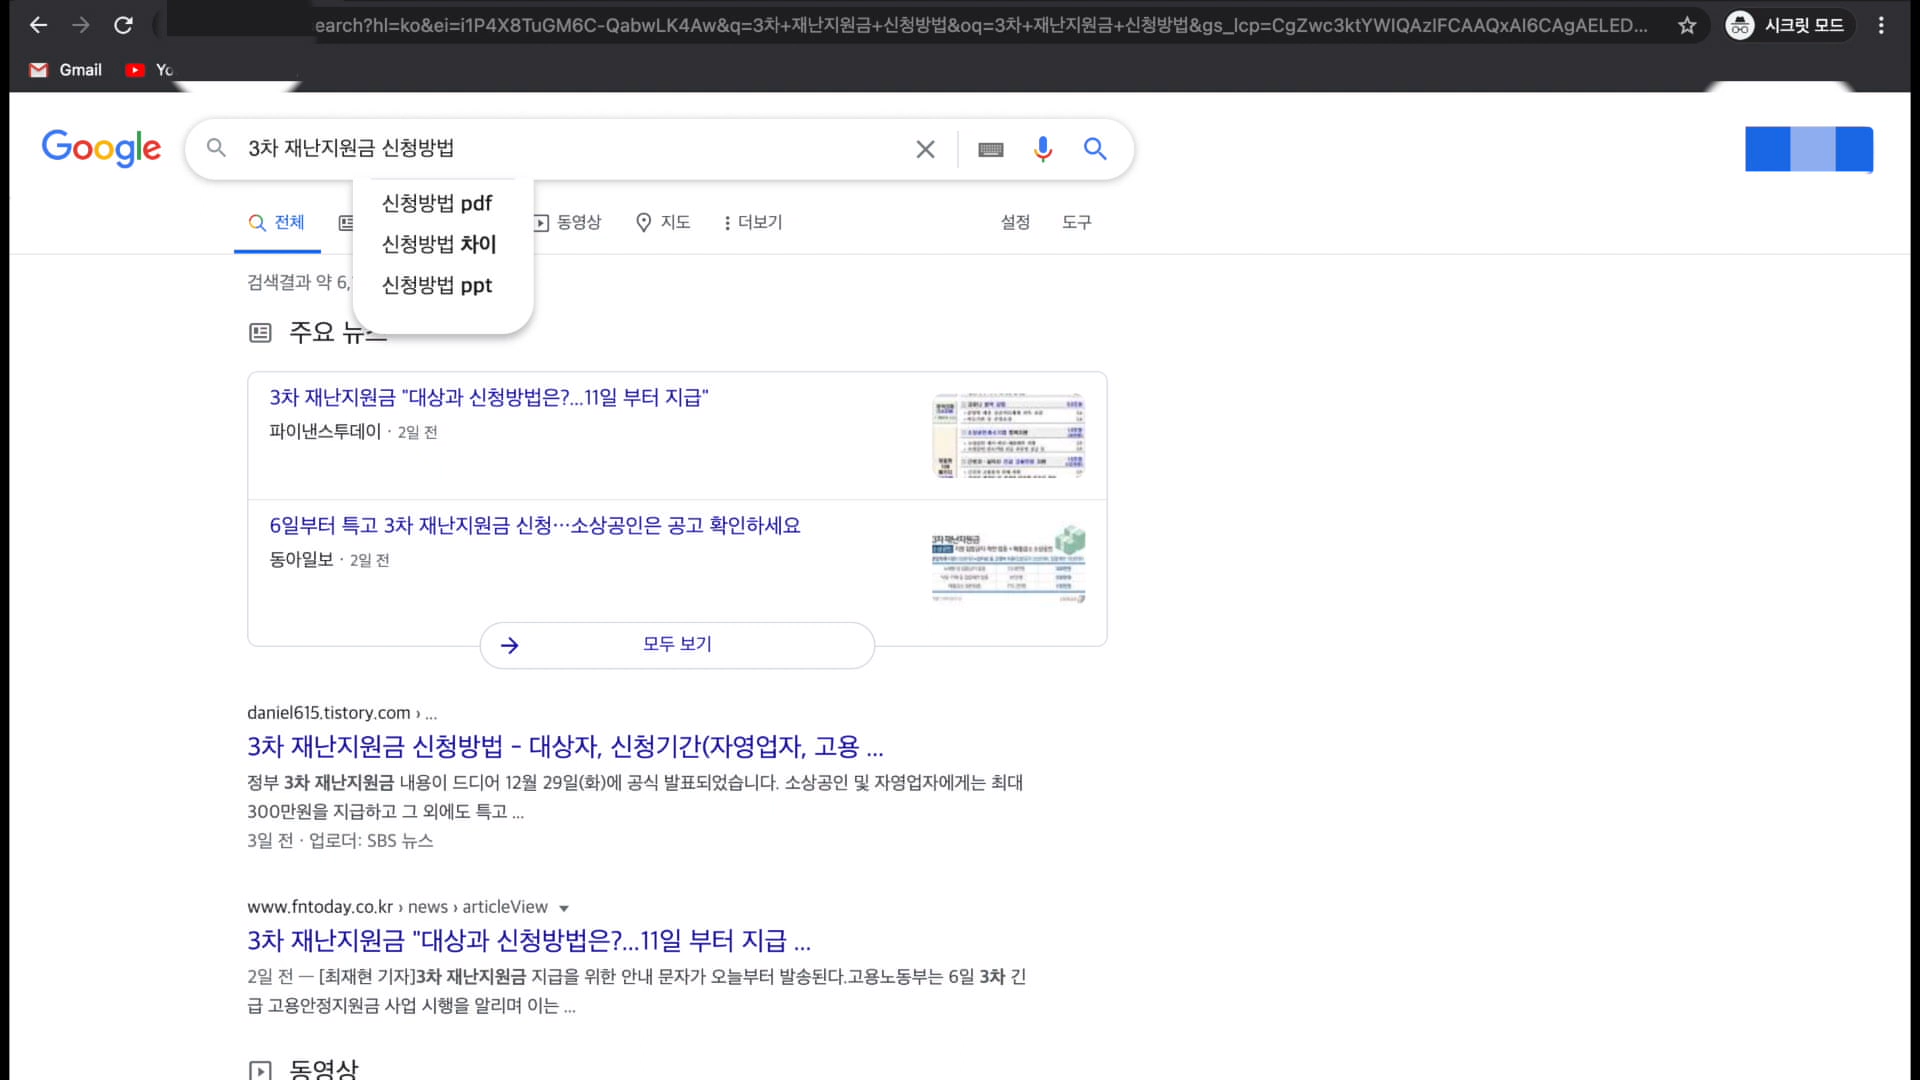 earch?hl=ko&ei=i1P4X8TuGM6C-QabwLK4Aw&q=3차+재난지원금+신청방법&oq=3차+재난지원금+신청방법&gs_lcp=CgZwc3ktYWIQAzIFCAAQxAI6CAgAELED...
시크릿 모드
Gmail
Yo
Google
3차 재난지원금 신청방법
신청방법 pdf
신청방법 차이
신청방법 ppt
전체
동영상
지도
더보기
설정
도구
검색결과 약 6,
주요 뉴스
3차 재난지원금 "대상과 신청방법은?...11일 부터 지급"
파이낸스투데이 · 2일 전
6일부터 특고 3차 재난지원금 신청…소상공인은 공고 확인하세요
동아일보 · 2일 전
3차 재난지원금
모두 보기
daniel615.tistory.com › ...
3차 재난지원금 신청방법 - 대상자, 신청기간(자영업자, 고용 ...
정부 3차 재난지원금 내용이 드디어 12월 29일(화)에 공식 발표되었습니다. 소상공인 및 자영업자에게는 최대
300만원을 지급하고 그 외에도 특고 ...
3일 전 · 업로더: SBS 뉴스
www.fntoday.co.kr › news › articleView
3차 재난지원금 "대상과 신청방법은?...11일 부터 지급 ...
2일 전 — [최재현 기자]3차 재난지원금 지급을 위한 안내 문자가 오늘부터 발송된다.고용노동부는 6일 3차 긴
급 고용안정지원금 사업 시행을 알리며 이는 ...
동영상